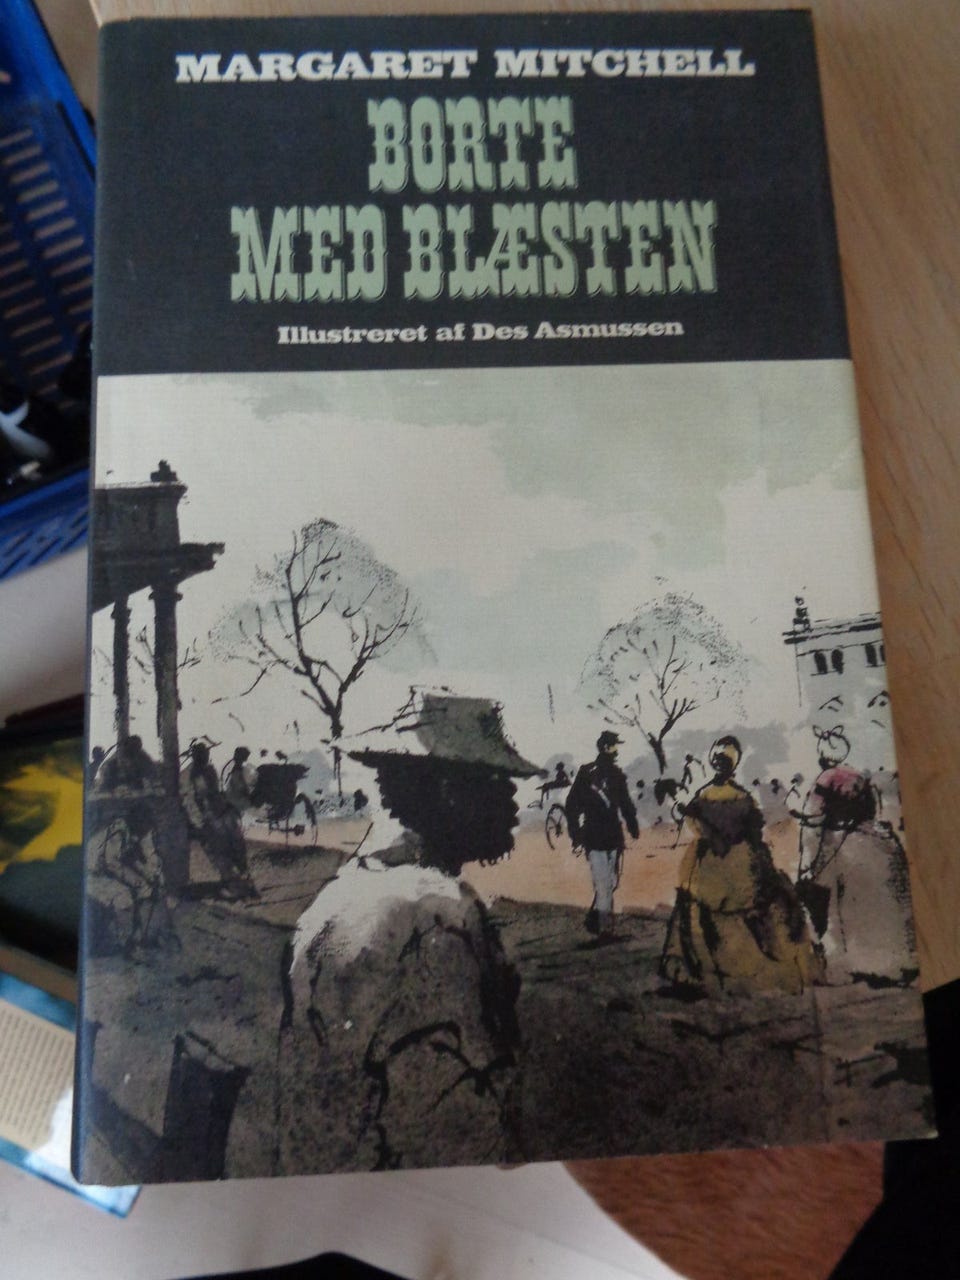 MARGARET MITCHELL
BORTE
MED BLÆSTEN
Illustreret af Des Asmussen